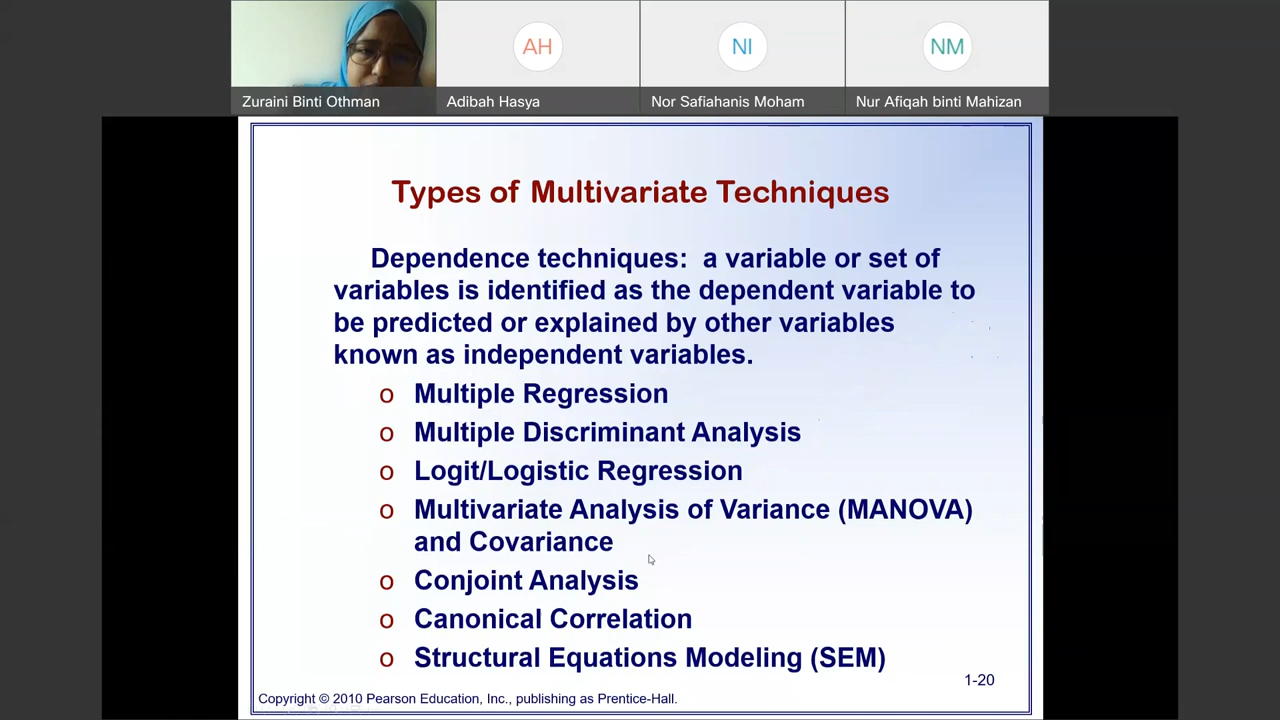 AH
NI
NM
Zuraini Binti Othman
Adibah Hasya
Nor Safiahanis Moham
Nur Afiqah binti Mahizan
Types of Multivariate Techniques
Dependence techniques: a variable or set of
variables is identified as the dependent variable to
be predicted or explained by other variables
known as independent variables.
o Multiple Regression
o Multiple Discriminant Analysis
o Logit/Logistic Regression
o Multivariate Analysis of Variance (MANOVA)
and Covariance
o Conjoint Analysis
o Canonical Correlation
o Structural Equations Modeling (SEM)
1-20
Copyright © 2010 Pearson Education, Inc., publishing as Prentice-Hall.